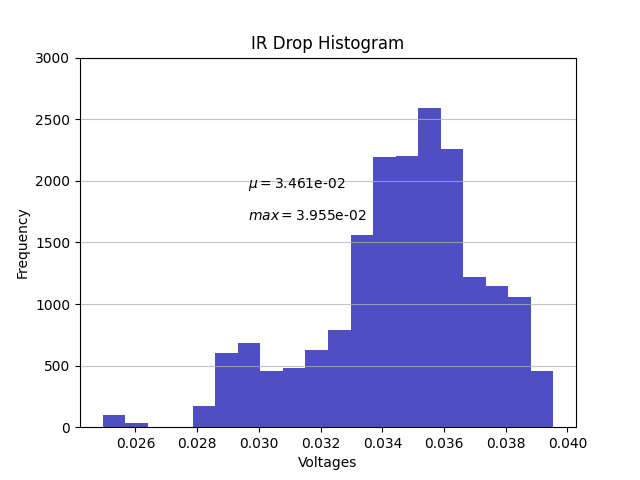 IR Drop Histogram
3000
2500
2000
1500
1000
500
0
Frequency
μ = 3.461e-02
max = 3.955e-02
0.026 0.028 0.030 0.032 0.034 0.036 0.038 0.040
Voltages